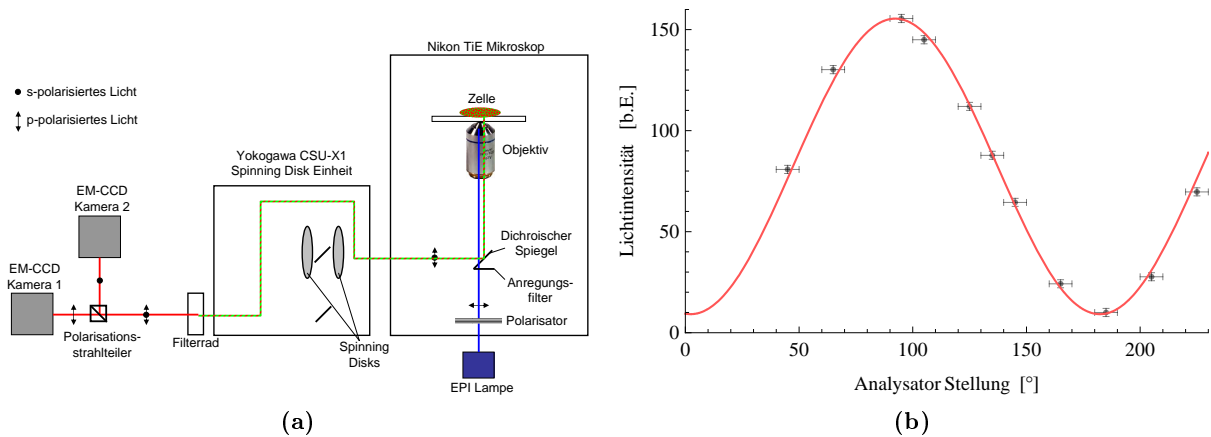 Nikon TiE Mikroskop
s-polarisiertes Licht
p-polarisiertes Licht
Zelle
Objektiv
Yokogawa CSU-X1
Spinning Disk Einheit
EM-CCD
Kamera 2
EM-CCD
Kamera 1
Dichroischer
Spiegel
Anregungs-
filter
Polarisator
Polarisations-
strahlteiler
Filterrad
Spinning
Disks
EPI Lampe
(a)
Lichtintensität [b.E.]
150
100
50
0
0
50
100
150
200
Analysator Stellung [°]
(b)